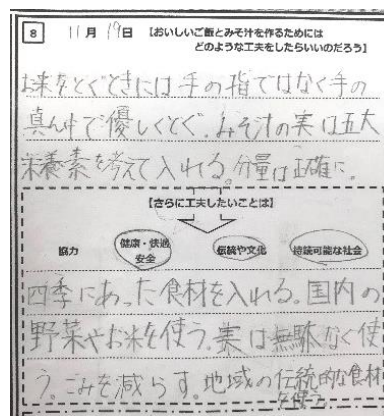 8 11月19日 【おいしいご飯とみそ汁を作るためには
どのような工夫をしたらいいのだろう】
お米をとぐときには手の指ではなく手の
真ん中で優しくとぐ。みそ汁の実は五大
栄養素を考えて入れる。分量は正確に。
【さらに工夫したいことは】
協力 健康・快適 安全 伝統や文化 持続可能な社会
四季にあった食材を入れる。国内の
野菜やお米を使う。実は無駄なく使
う。ごみを減らす。地域の伝統的な食材
を使う